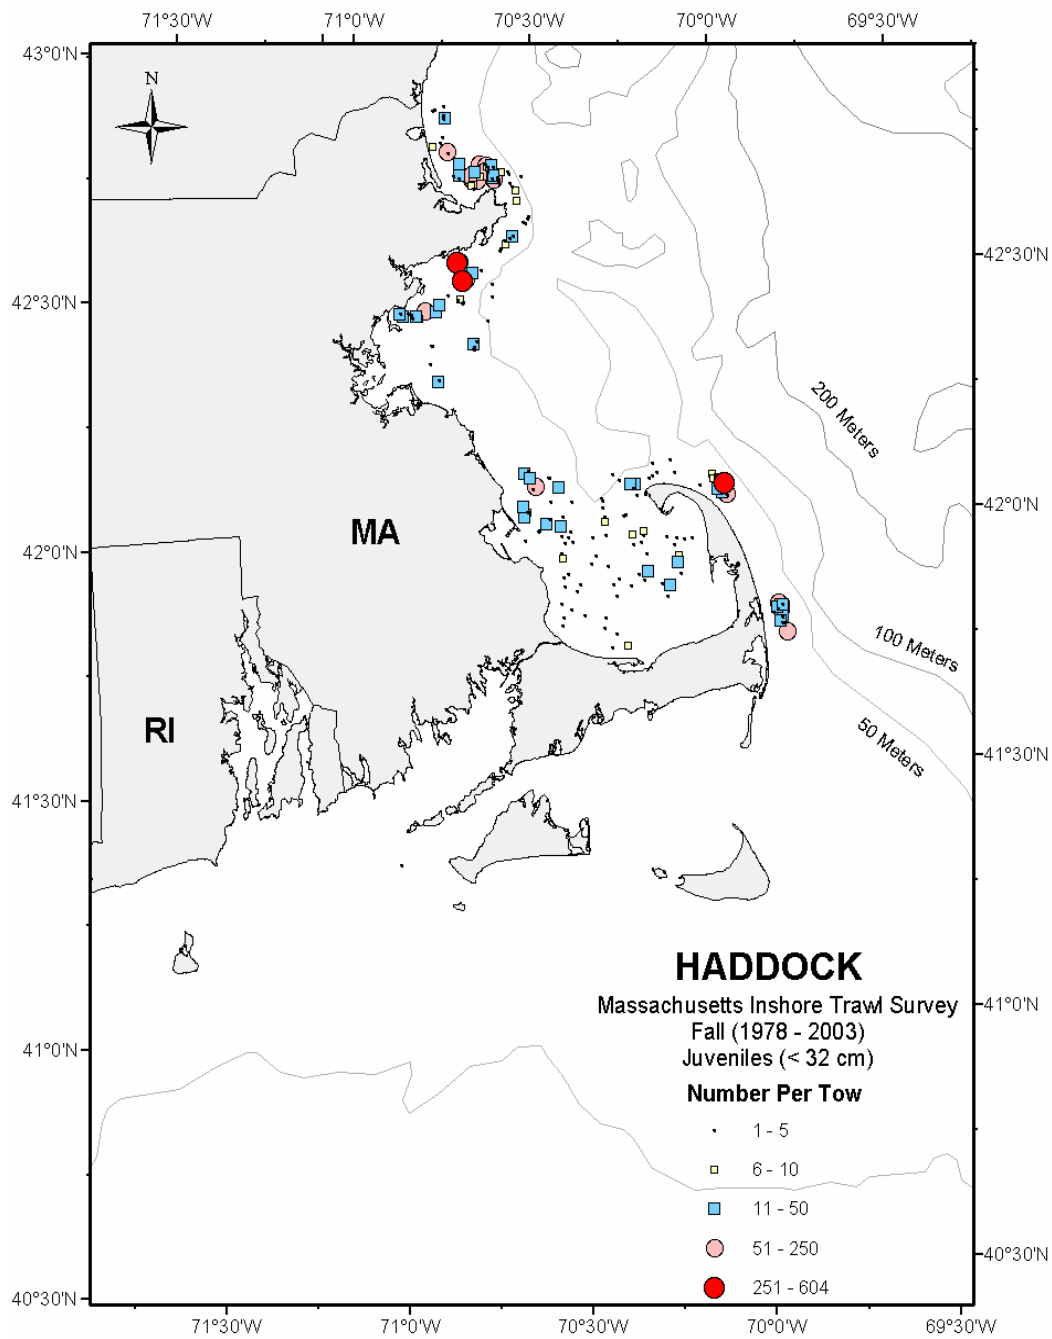 71°30'W 71°0'W 70°30'W 70°0'W 69°30'W
43°0'N
N
42°30'N
42°30'N
200 Meters
42°0'N
MA
42°0'N
100 Meters
RI
50 Meters
41°30'N
41°30'N
HADDOCK
Massachusetts Inshore Trawl Survey
41°0'N
Fall (1978 - 2003)
41°0'N
Juveniles (< 32 cm)
Number Per Tow
1 - 5
6 - 10
11 - 50
51 - 250
40°30'N
251 - 604
40°30'N
71°30'W 71°0'W 70°30'W 70°0'W 69°30'W